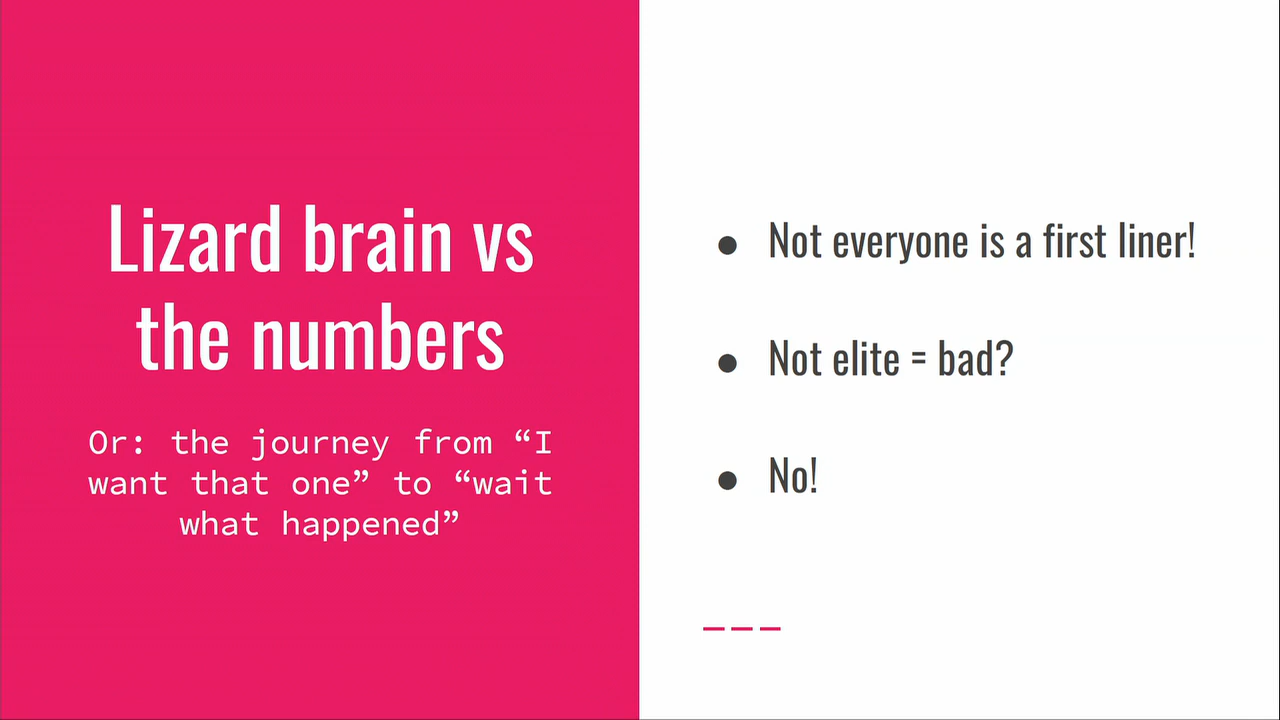 Lizard brain vs
the numbers
Or: the journey from “I
want that one” to “wait
what happened”
● Not everyone is a first liner!
● Not elite = bad?
● No!